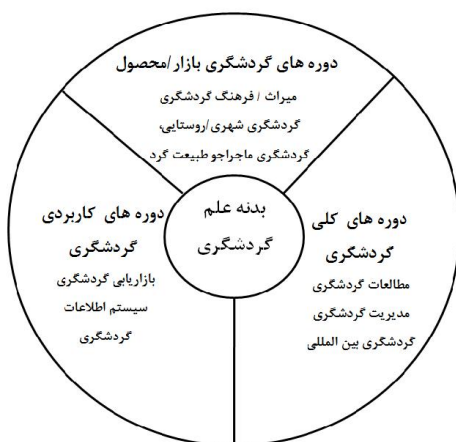 دوره های گردشگری بازار/محصول
میراث / فرهنگ گردشگری
گردشگری شهری/روستایی،
گردشگری ماجراجو طبیعت گرد
بدنه علم
گردشگری
دوره های کلی
گردشگری
مطالعات گردشگری
مدیریت گردشگری
گردشگری بین المللی
دوره های کاربردی
گردشگری
بازاریابی گردشگری
سیستم اطلاعات
گردشگری